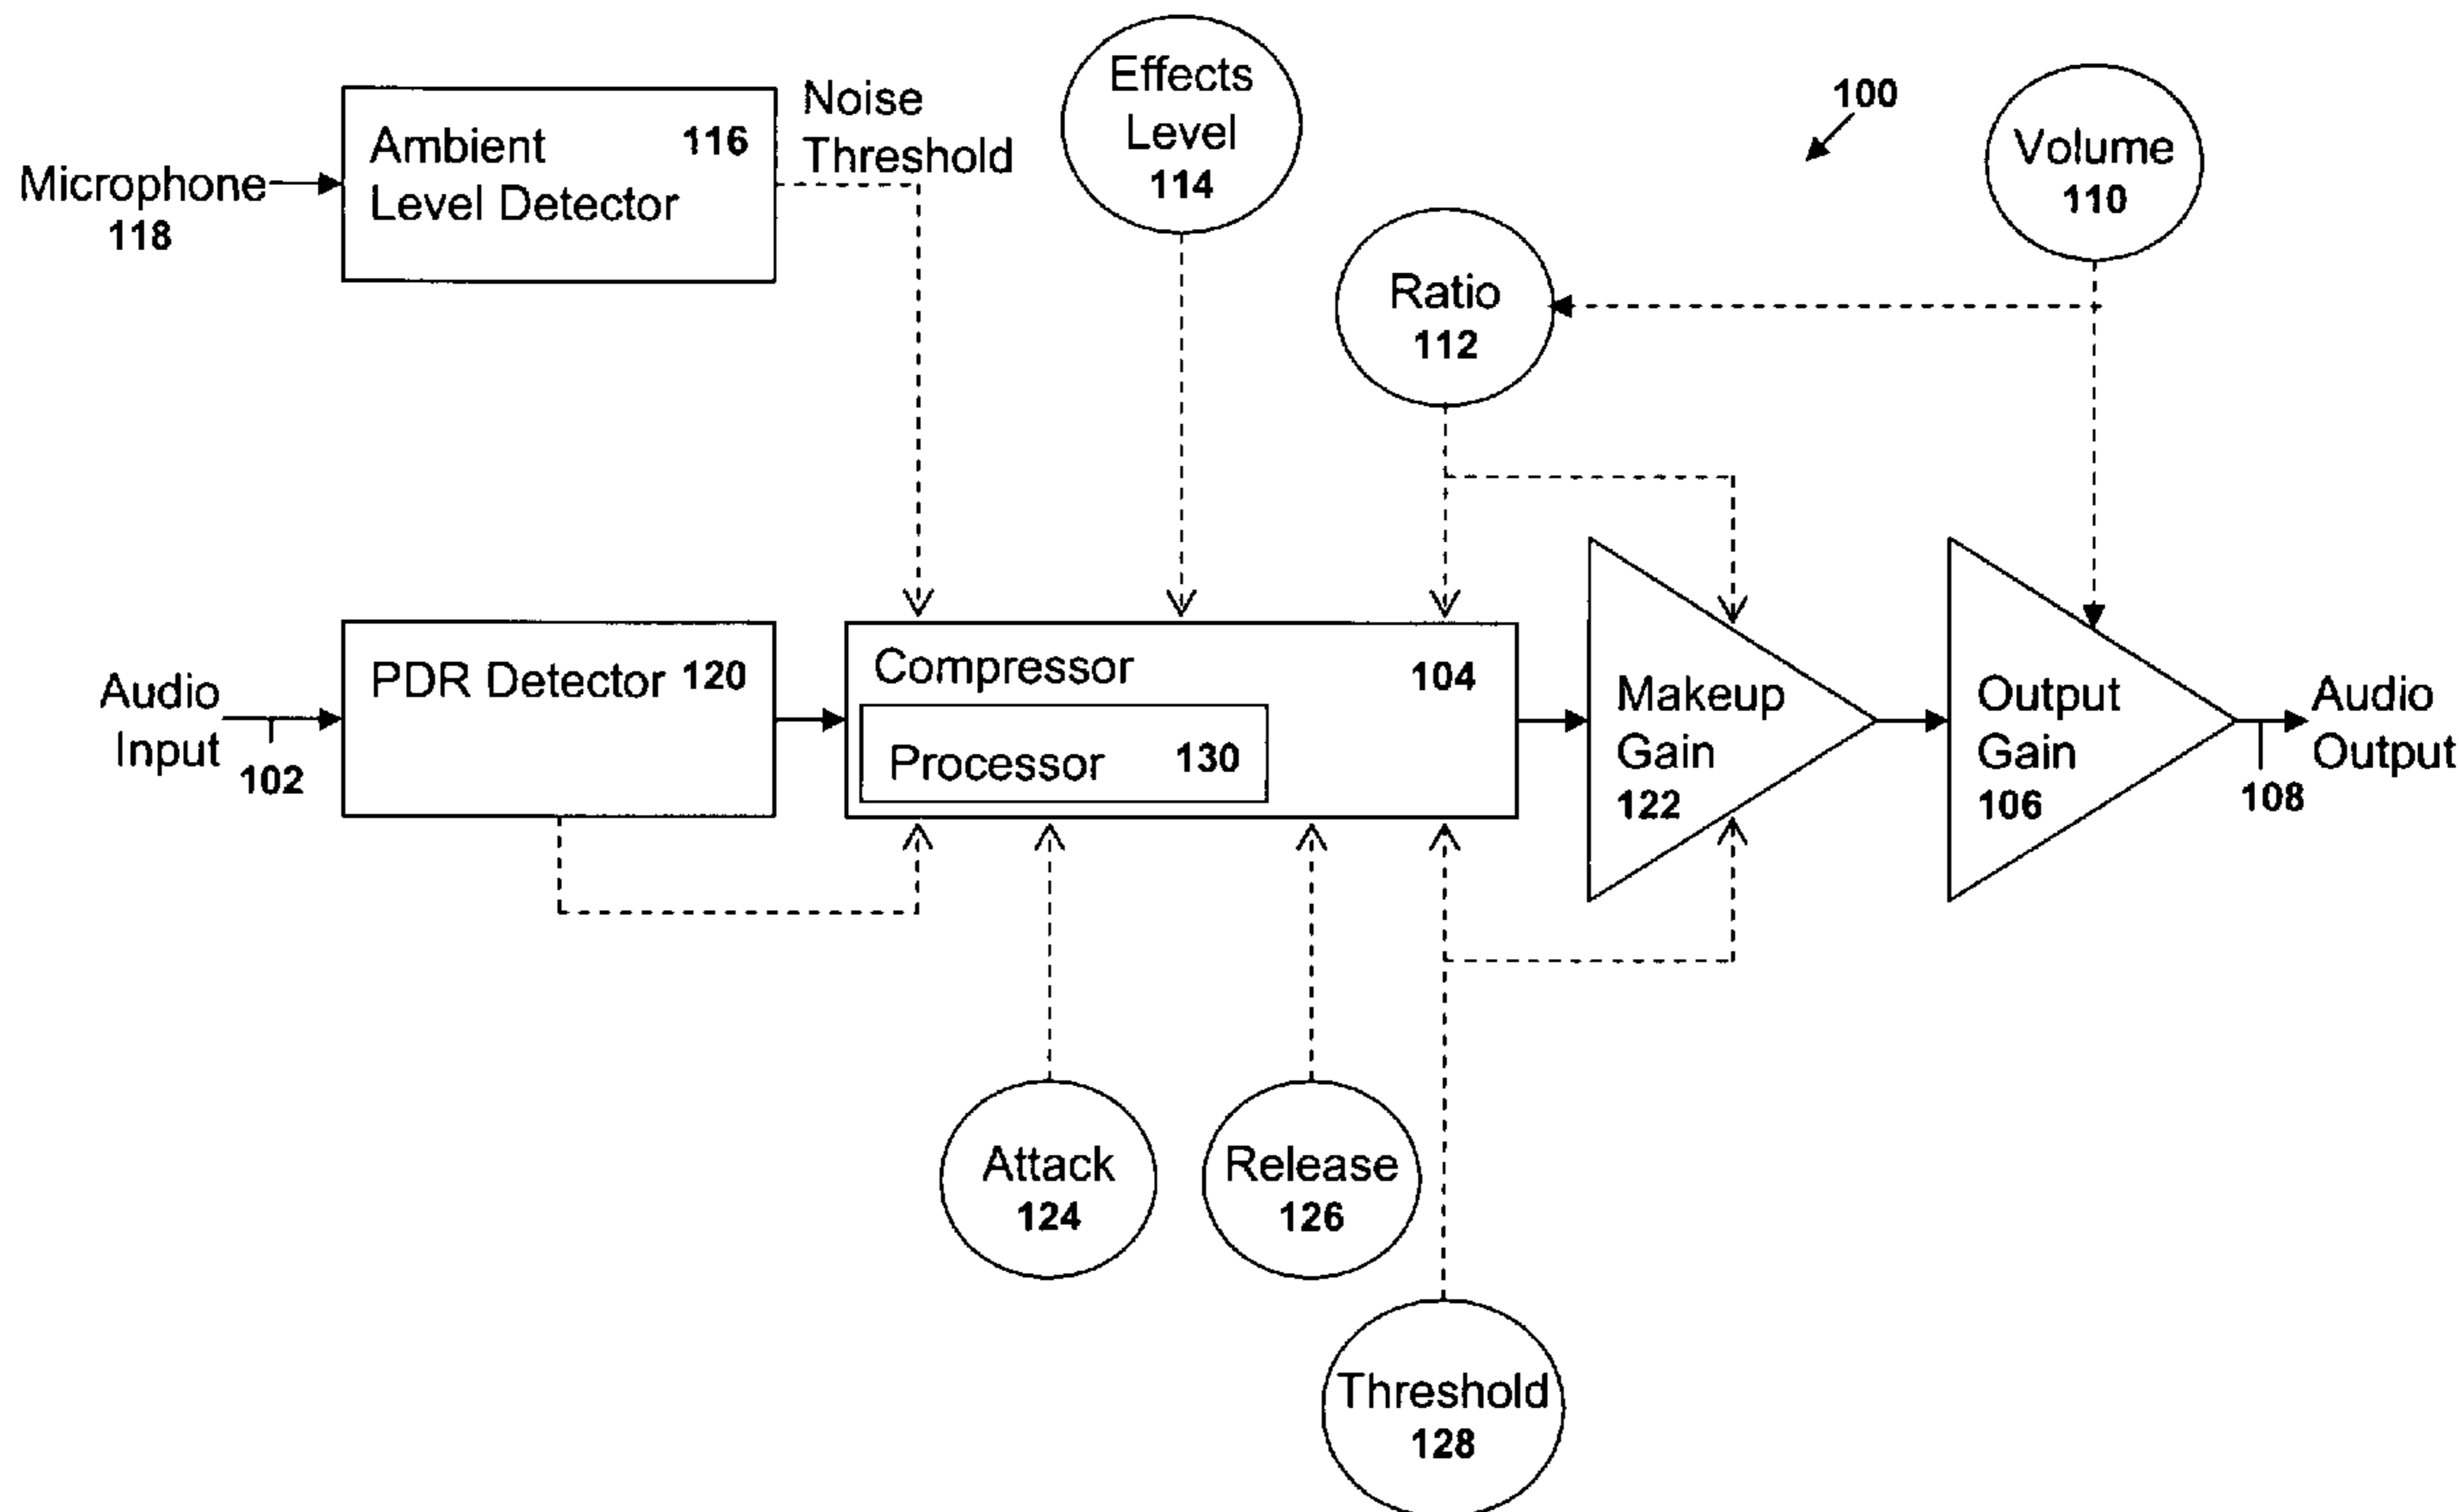 Effects
Level
114
100
Volume
110
Noise
Threshold
Ambient
Level Detector
116
Microphone
118
Ratio
112
Audio
Input
102
PDR Detector 120
Compressor
104
Processor 130
Makeup
Gain
122
Output
Gain
106
Audio
Output
108
Attack
124
Release
126
Threshold
128